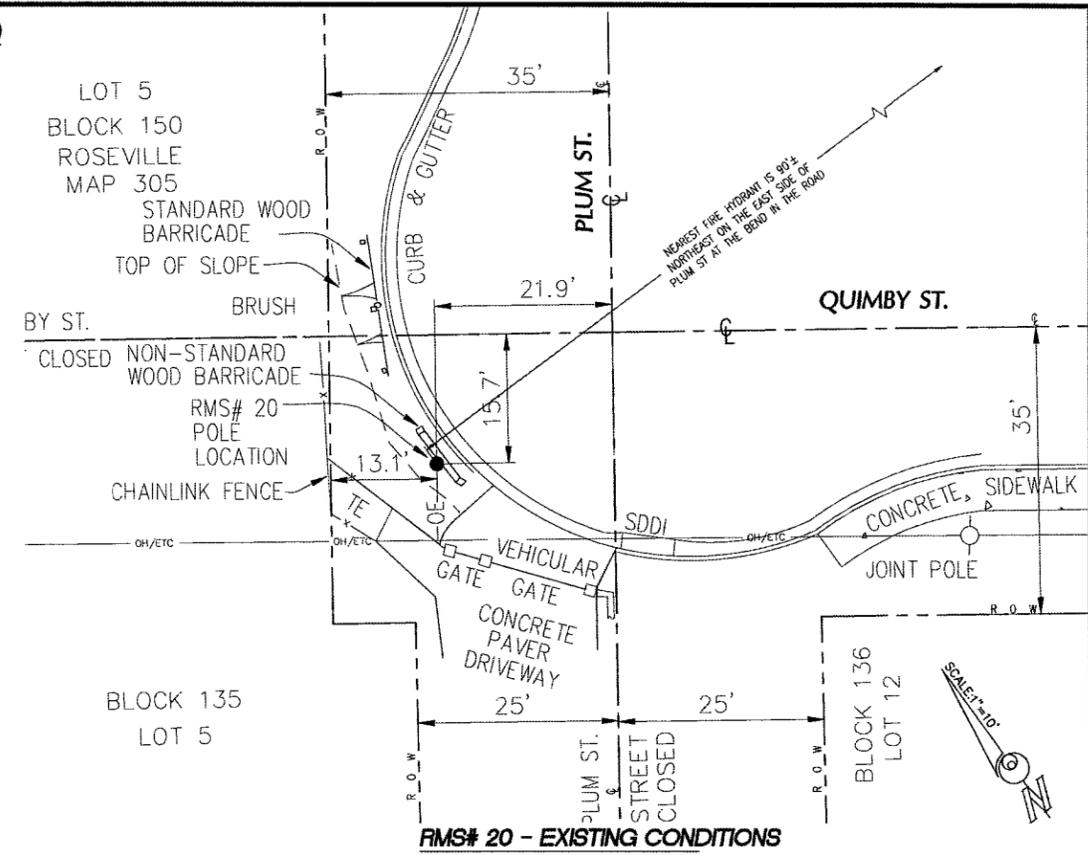 LOT 5
BLOCK 150
ROSEVILLE
MAP 305
STANDARD WOOD
BARRICADE
TOP OF SLOPE
BRUSH
BY ST.
CLOSED
NON-STANDARD
WOOD BARRICADE
RMS# 20
POLE
LOCATION
CHAINLINK FENCE
R O W
35'
CURB & GUTTER
PLUM ST.
NEAREST FIRE HYDRANT IS 90'±
NORTHEAST ON THE EAST SIDE OF
PLUM ST AT THE BEND IN THE ROAD
21.9'
QUIMBY ST.
15.7'
13.1'
35'
TE
OE
OH/ETC
OH/ETC
SDDI
OH/ETC
CONCRETE SIDEWALK
JOINT POLE
GATE
VEHICULAR
GATE
CONCRETE
PAVER
DRIVEWAY
R O W
BLOCK 135
LOT 5
25'
25'
R O W
PLUM ST.
STREET
CLOSED
R O W
BLOCK 136
LOT 12
SCALE:1"=10'
N
RMS# 20 - EXISTING CONDITIONS